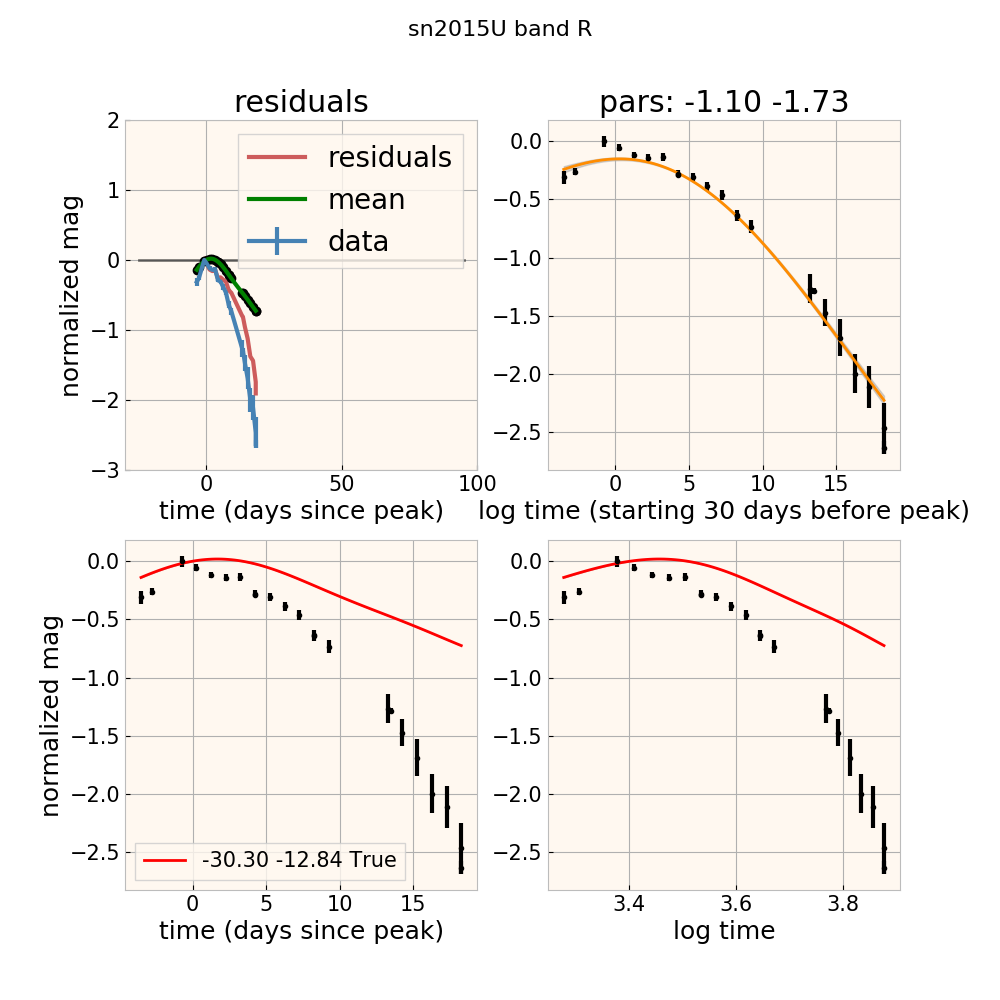 sn2015U band R
residuals
pars: -1.10 -1.73
2
1
0
−1
−2
−3
normalized mag
residuals
mean
data
0
50
100
time (days since peak)
0.0
−0.5
−1.0
−1.5
−2.0
−2.5
0
5
10
15
log time (starting 30 days before peak)
0.0
−0.5
−1.0
−1.5
−2.0
−2.5
normalized mag
-30.30 -12.84 True
0
5
10
15
time (days since peak)
0.0
−0.5
−1.0
−1.5
−2.0
−2.5
3.4
3.6
3.8
log time